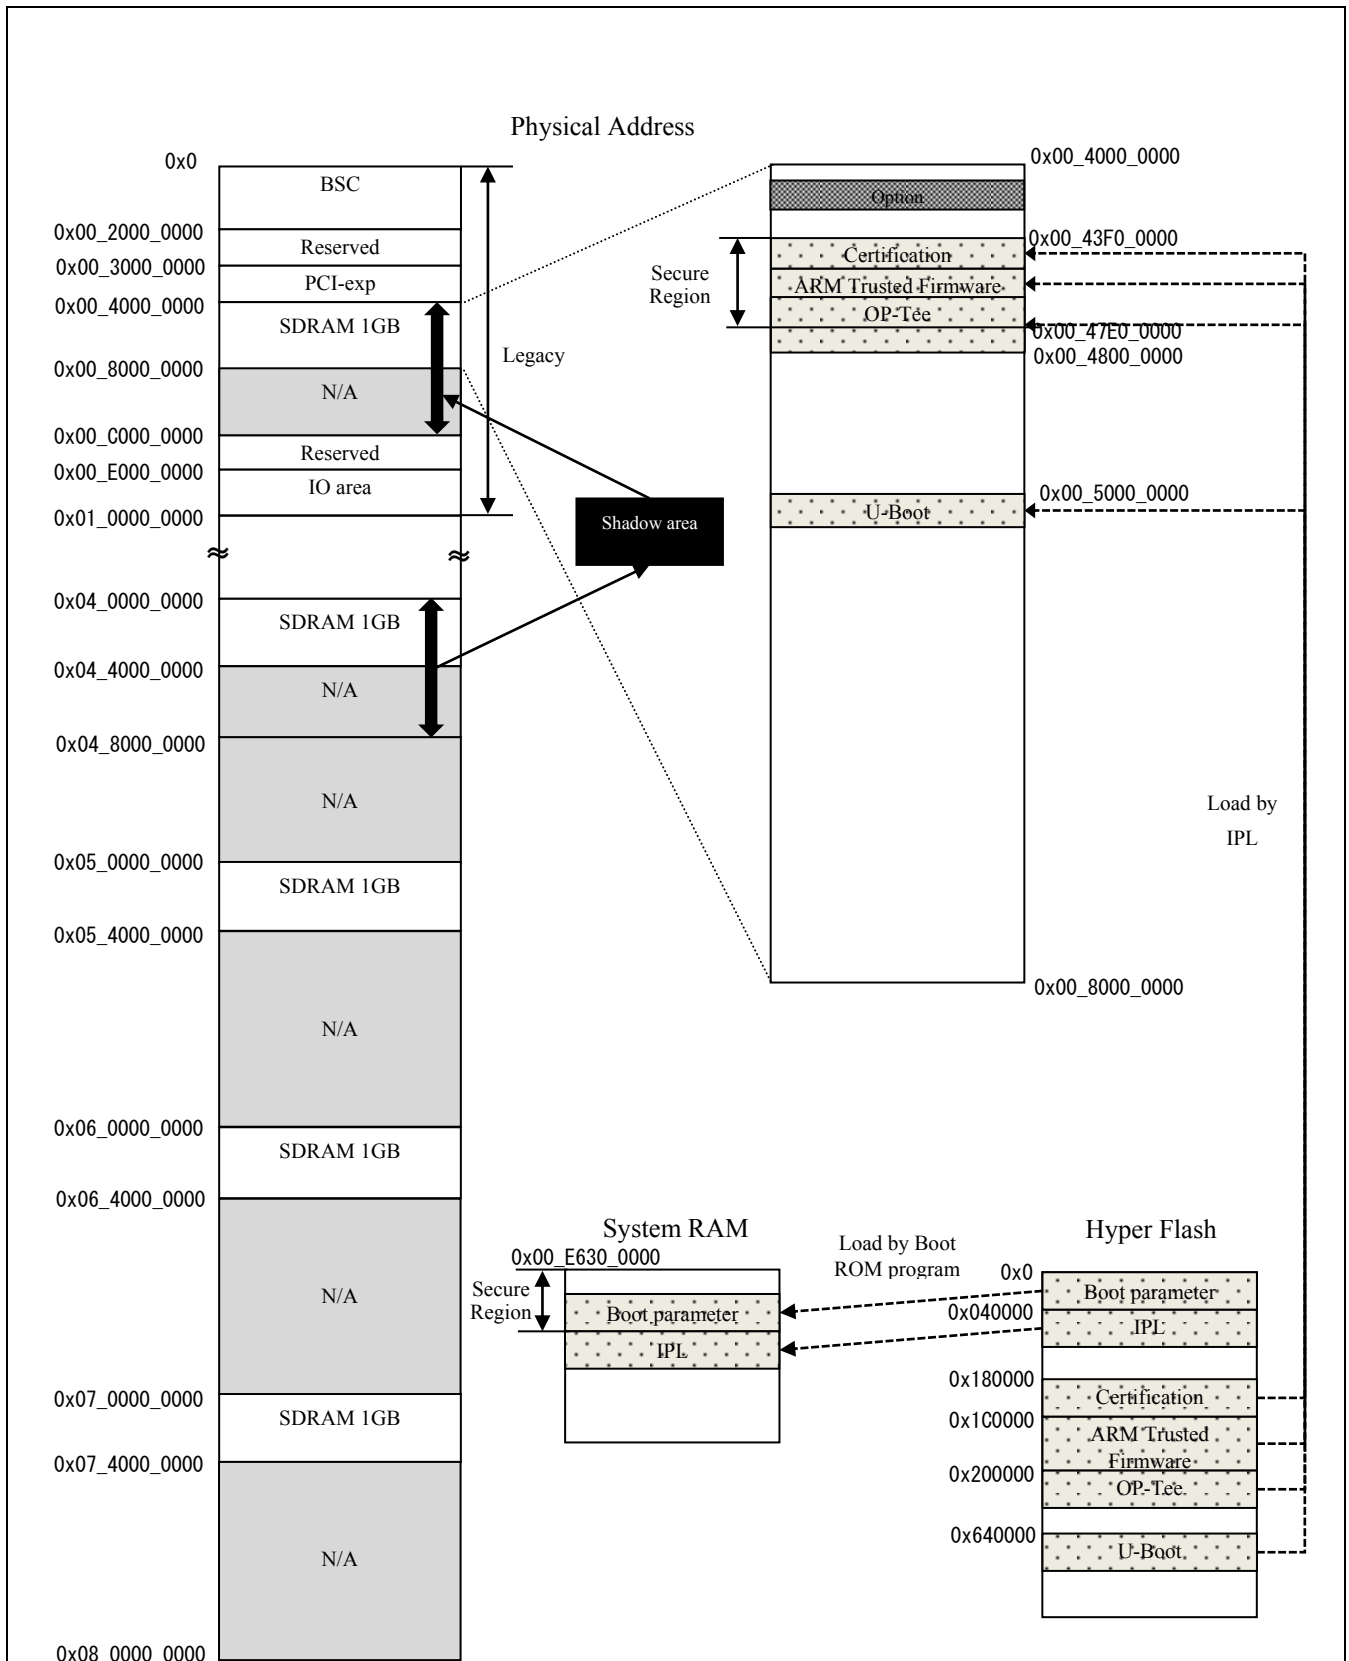 Physical Address
0x0
BSC
0x00_2000_0000
Reserved
0x00_3000_0000
PCI-exp
0x00_4000_0000
SDRAM 1GB
0x00_8000_0000
N/A
0x00_C000_0000
Reserved
0x00_E000_0000
IO area
0x01_0000_0000
Legacy
Shadow area
0x04_0000_0000
SDRAM 1GB
0x04_4000_0000
N/A
0x04_8000_0000
N/A
0x05_0000_0000
SDRAM 1GB
0x05_4000_0000
N/A
0x06_0000_0000
SDRAM 1GB
0x06_4000_0000
N/A
0x07_0000_0000
SDRAM 1GB
0x07_4000_0000
N/A
0x08_0000_0000
0x00_4000_0000
Option
0x00_43F0_0000
Secure
Region
Certification
ARM Trusted Firmware
OP-Tee
0x00_47E0_0000
0x00_4800_0000
0x00_5000_0000
U-Boot
0x00_8000_0000
Load by
IPL
System RAM
0x00_E630_0000
Secure
Region
Boot parameter
IPL
Load by Boot
ROM program
Hyper Flash
0x0
Boot parameter
0x040000
IPL
0x180000
Certification
0x1C0000
ARM Trusted
Firmware
0x200000
OP-Tee
0x640000
U-Boot